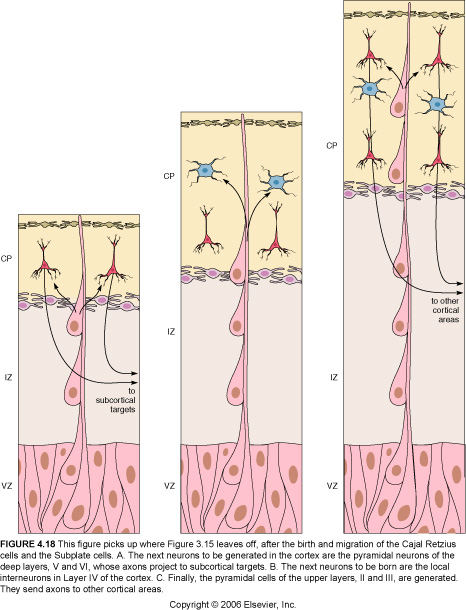 CP
IZ
VZ
to
subcortical
targets
CP
IZ
VZ
CP
IZ
VZ
to other
cortical
areas
FIGURE 4.18 This figure picks up where Figure 3.15 leaves off, after the birth and migration of the Cajal Retzius
cells and the Subplate cells. A. The next neurons to be generated in the cortex are the pyramidal neurons of the
deep layers, V and VI, whose axons project to subcortical targets. B. The next neurons to be born are the local
interneurons in Layer IV of the cortex. C. Finally, the pyramidal cells of the upper layers, II and III, are generated.
They send axons to other cortical areas.
Copyright © 2006 Elsevier, Inc.